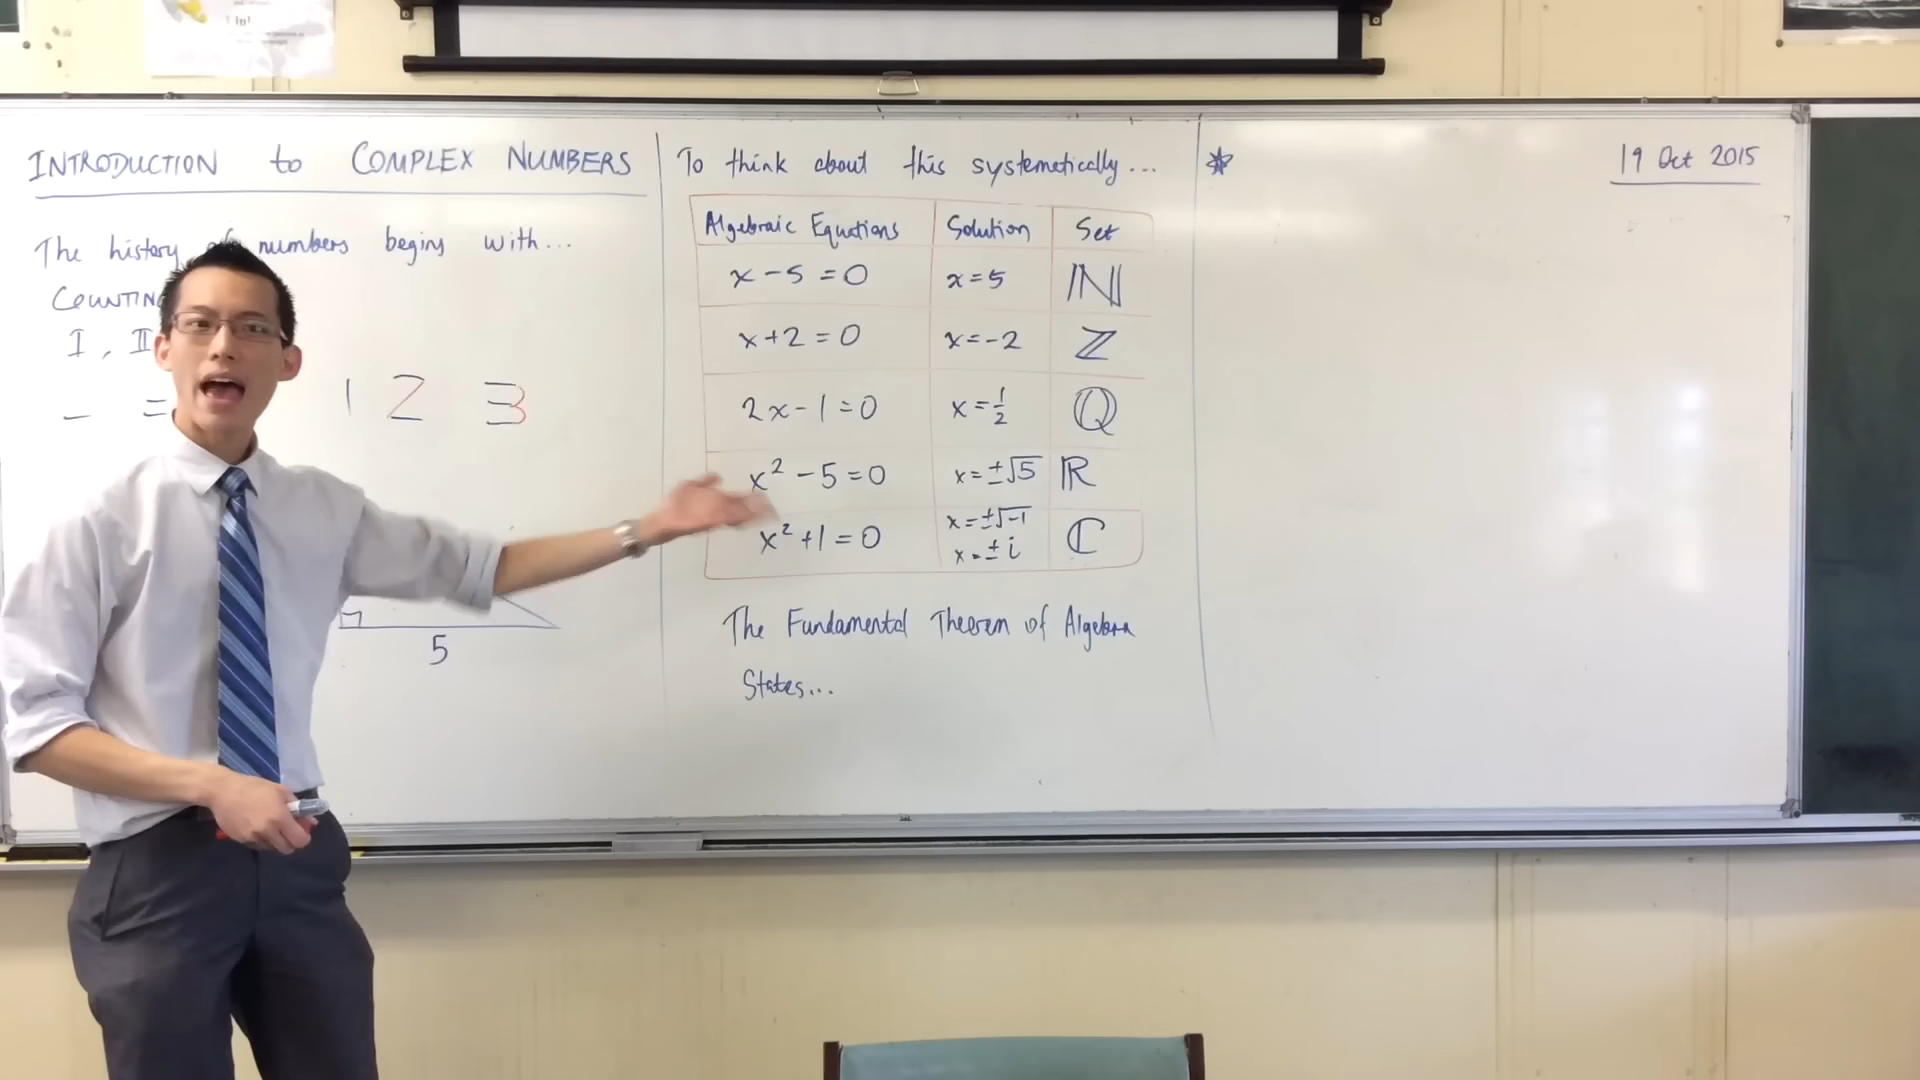 INTRODUCTION to COMPLEX NUMBERS
The history of numbers begins with...
COUNTING
I, II
– =
1 2 3
5
To think about this systematically...
Algebraic Equations Solution Set
x - 5 = 0 x = 5 ℕ
x + 2 = 0 x = -2 ℤ
2x - 1 = 0 x = 1/2 ℚ
x² - 5 = 0 x = ±√5 ℝ
x² + 1 = 0 x = ±√-1 ℂ
x = ± i
The Fundamental Theorem of Algebra
States...
19 Oct 2015